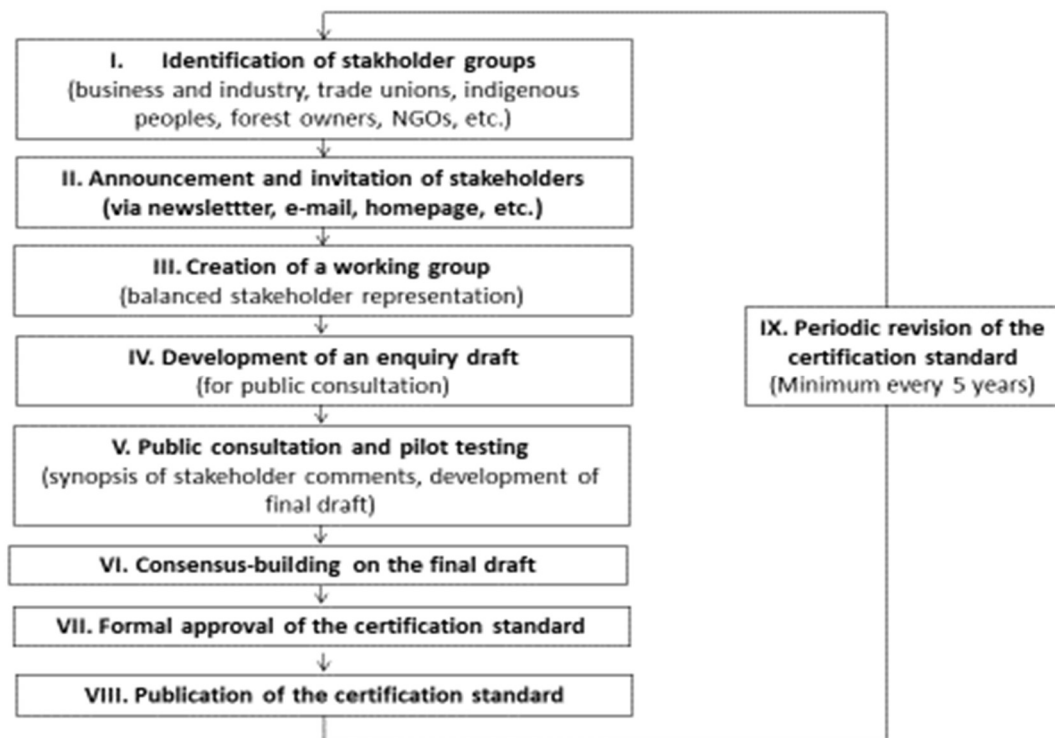 I. Identification of stakholder groups
(business and industry, trade unions, indigenous
peoples, forest owners, NGOs, etc.)
II. Announcement and invitation of stakeholders
(via newslettter, e-mail, homepage, etc.)
III. Creation of a working group
(balanced stakeholder representation)
IV. Development of an enquiry draft
(for public consultation)
V. Public consultation and pilot testing
(synopsis of stakeholder comments, development of
final draft)
VI. Consensus-building on the final draft
VII. Formal approval of the certification standard
VIII. Publication of the certification standard
IX. Periodic revision of the
certification standard
(Minimum every 5 years)